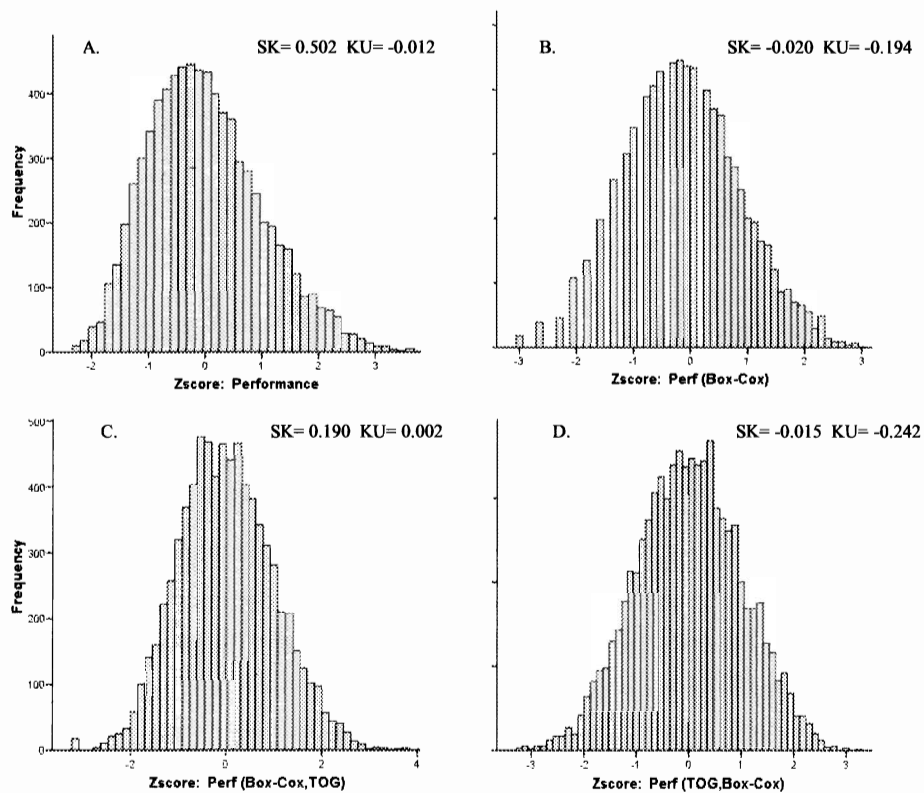 A.
SK= 0.502 KU= -0.012
400
300
200
100
0
Frequency
-2 -1 0 1 2 3
Zscore: Performance
B.
SK= -0.020 KU= -0.194
-3 -2 -1 0 1 2 3
Zscore: Perf (Box-Cox)
C.
SK= 0.190 KU= 0.002
500
400
300
200
100
0
Frequency
-2 0 2 4
Zscore: Perf (Box-Cox,TOG)
D.
SK= -0.015 KU= -0.242
-3 -2 -1 0 1 2 3
Zscore: Perf (TOG,Box-Cox)